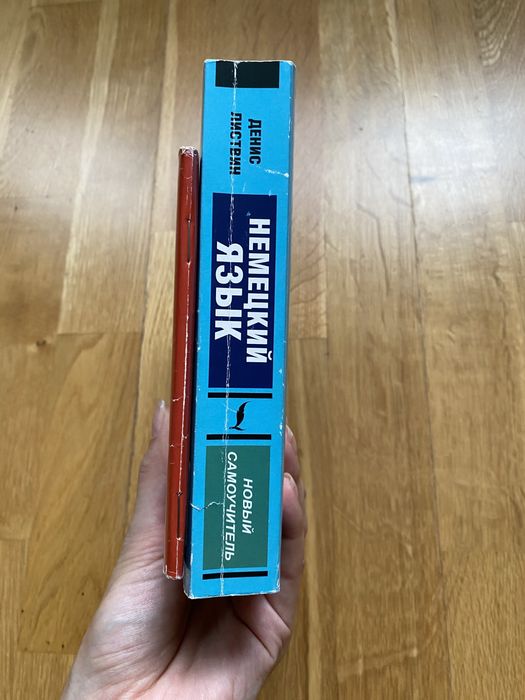 ДЕНИС
ЛИСТВИН
НЕМЕЦКИЙ
ЯЗЫК
НОВЫЙ
САМОУЧИТЕЛЬ